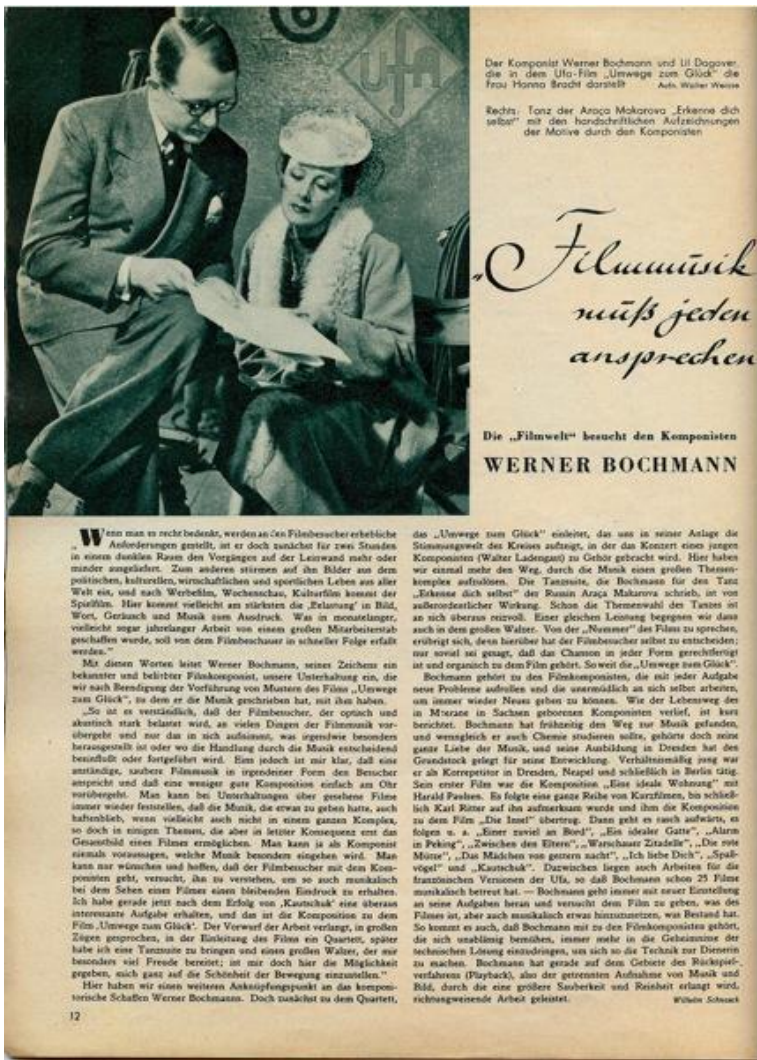 ufa
Der Komponist Werner Bochmann und Lil Dagover,
die in dem Ufa-Film „Umwege zum Glück“ die
Frau Hanna Bracht darstellt Aufn. Walter Weisse
Rechts: Tanz der Araça Makarova „Erkenne dich
selbst“ mit den handschriftlichen Aufzeichnungen
der Motive durch den Komponisten
„Filmmusik
muß jeden
ansprechen
Die „Filmwelt“ besucht den Komponisten
WERNER BOCHMANN
„Wenn man es recht bedenkt, werden an den Filmbesucher erhebliche
Anforderungen gestellt, ist er doch zunächst für zwei Stunden
in einem dunklen Raum den Vorgängen auf der Leinwand mehr oder
minder ausgeliefert. Zum anderen stürmen auf ihn Bilder aus dem
politischen, kulturellen, wirtschaftlichen und sportlichen Leben aus aller
Welt ein, und nach Werbefilm, Wochenschau, Kulturfilm kommt der
Spielfilm. Hier kommt vielleicht am stärksten die ‚Belastung‘ in Bild,
Wort, Geräusch und Musik zum Ausdruck. Was in monatelanger,
vielleicht sogar jahrelanger Arbeit von einem großen Mitarbeiterstab
geschaffen wurde, soll von dem Filmbeschauer in schneller Folge erfaßt
werden.“
Mit diesen Worten leitet Werner Bochmann, seines Zeichens ein
bekannter und beliebter Filmkomponist, unsere Unterhaltung ein, die
wir nach Beendigung der Vorführung von Mustern des Films „Umwege
zum Glück“, zu dem er die Musik geschrieben hat, mit ihm haben.
„So ist es verständlich, daß der Filmbesucher, der optisch und
akustisch stark belastet wird, an vielen Dingen der Filmmusik vor-
übergeht und nur das in sich aufnimmt, was irgendwie besonders
herausgestellt ist oder wo die Handlung durch die Musik entscheidend
beeinflußt oder fortgeführt wird. Eins jedoch ist mir klar, daß eine
anständige, saubere Filmmusik in irgendeiner Form den Besucher
anspricht und daß eine weniger gute Komposition einfach am Ohr
vorübergeht. Man kann bei Unterhaltungen über gesehene Filme
immer wieder feststellen, daß die Musik, die etwas zu geben hatte, auch
haftenblieb, wenn vielleicht auch nicht in einem ganzen Komplex,
so doch in einigen Themen, die aber in letzter Konsequenz erst das
Gesamtbild eines Filmes ermöglichen. Man kann ja als Komponist
niemals voraussagen, welche Musik besonders eingehen wird. Man
kann nur wünschen und hoffen, daß der Filmbesucher mit dem Kom-
ponisten geht, versucht, ihn zu verstehen, um so auch musikalisch
bei dem Sehen eines Filmes einen bleibenden Eindruck zu erhalten.
Ich habe gerade jetzt nach dem Erfolg von ‚Kautschuk‘ eine überaus
interessante Aufgabe erhalten, und das ist die Komposition zu dem
Film ‚Umwege zum Glück‘. Der Vorwurf der Arbeit verlangt, in großen
Zügen gesprochen, in der Einleitung des Films ein Quartett, später
habe ich eine Tanzsuite zu bringen und einen großen Walzer, der mir
besonders viel Freude bereitet; ist mir doch hier die Möglichkeit
gegeben, mich ganz auf die Schönheit der Bewegung einzustellen.“
Hier haben wir einen weiteren Anknüpfungspunkt an das komposi-
torische Schaffen Werner Bochmanns. Doch zunächst zu dem Quartett,
das „Umwege zum Glück“ einleitet, das uns in seiner Anlage die
Stimmungswelt des Kreises aufzeigt, in der das Konzert eines jungen
Komponisten (Walter Ladengast) zu Gehör gebracht wird. Hier haben
wir einmal mehr den Weg, durch die Musik einen großen Themen-
komplex aufzulösen. Die Tanzsuite, die Bochmann für den Tanz
„Erkenne dich selbst“ der Russin Araça Makarova schrieb, ist von
außerordentlicher Wirkung. Schon die Themenwahl des Tanzes ist
an sich überaus reizvoll. Einer gleichen Leistung begegnen wir dann
auch in dem großen Walzer. Von der „Nummer“ des Films zu sprechen,
erübrigt sich, denn hierüber hat der Filmbesucher selbst zu entscheiden;
nur soviel sei gesagt, daß das Chanson in jeder Form gerechtfertigt
ist und organisch zu dem Film gehört. So weit die „Umwege zum Glück“.
Bochmann gehört zu den Filmkomponisten, die mit jeder Aufgabe
neue Probleme aufrollen und die unermüdlich an sich selbst arbeiten,
um immer wieder Neues geben zu können. Wie der Lebensweg des
in Meerane in Sachsen geborenen Komponisten verlief, ist kurz
berichtet. Bochmann hat frühzeitig den Weg zur Musik gefunden,
und wenngleich er auch Chemie studieren sollte, gehörte doch seine
ganze Liebe der Musik, und seine Ausbildung in Dresden hat den
Grundstock gelegt für seine Entwicklung. Verhältnismäßig jung war
er als Korrepetitor in Dresden, Neapel und schließlich in Berlin tätig.
Sein erster Film war die Komposition „Eine ideale Wohnung“ mit
Harald Paulsen. Es folgte eine ganze Reihe von Kurzfilmen, bis schließ-
lich Karl Ritter auf ihn aufmerksam wurde und ihm die Komposition
zu dem Film „Die Insel“ übertrug. Dann geht es rasch aufwärts, es
folgen u. a. „Einer zuviel an Bord“, „Ein idealer Gatte“, „Alarm
in Peking“, „Zwischen den Eltern“, „Warschauer Zitadelle“, „Die rote
Mütze“, „Das Mädchen von gestern nacht“, „Ich liebe Dich“, „Spaß-
vögel“ und „Kautschuk“. Dazwischen liegen auch Arbeiten für die
französischen Versionen der Ufa, so daß Bochmann schon 25 Filme
musikalisch betreut hat. — Bochmann geht immer mit neuer Einstellung
an seine Aufgaben heran und versucht dem Film zu geben, was des
Filmes ist, aber auch musikalisch etwas hinzuzusetzen, was Bestand hat.
So kommt es auch, daß Bochmann mit zu den Filmkomponisten gehört,
die sich unablässig bemühen, immer mehr in die Geheimnisse der
technischen Lösung einzudringen, um sich so die Technik zur Dienerin
zu machen. Bochmann hat gerade auf dem Gebiete des Rückspiel-
verfahrens (Playback), also der getrennten Aufnahme von Musik und
Bild, durch die eine größere Sauberkeit und Reinheit erlangt wird,
richtungweisende Arbeit geleistet. Wilhelm Schnauck
12